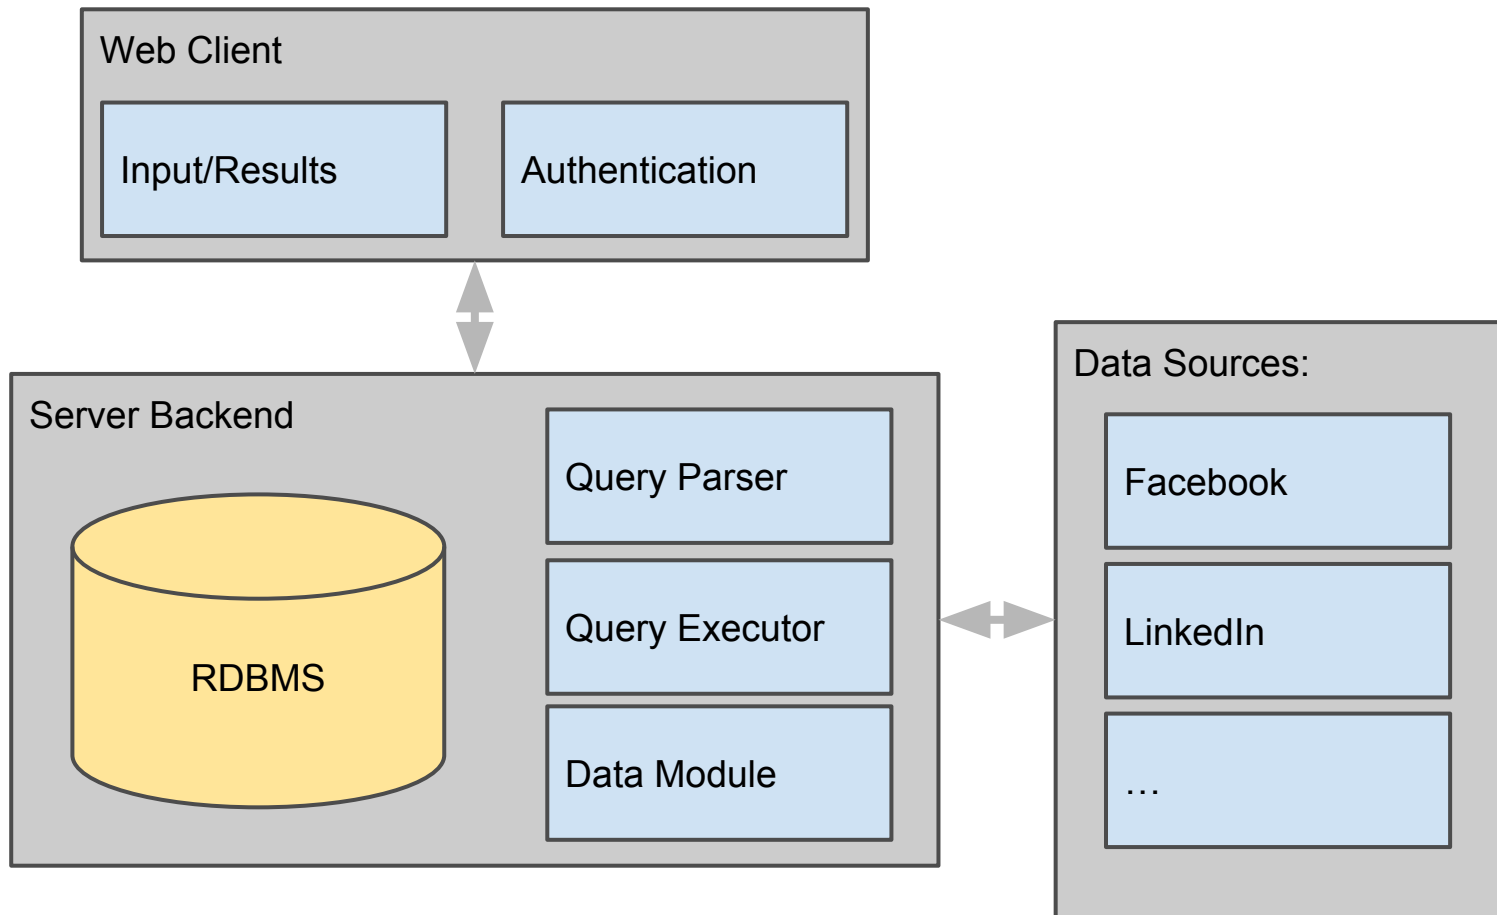 Web Client
Input/Results
Authentication
Server Backend
RDBMS
Query Parser
Query Executor
Data Module
Data Sources:
Facebook
LinkedIn
…